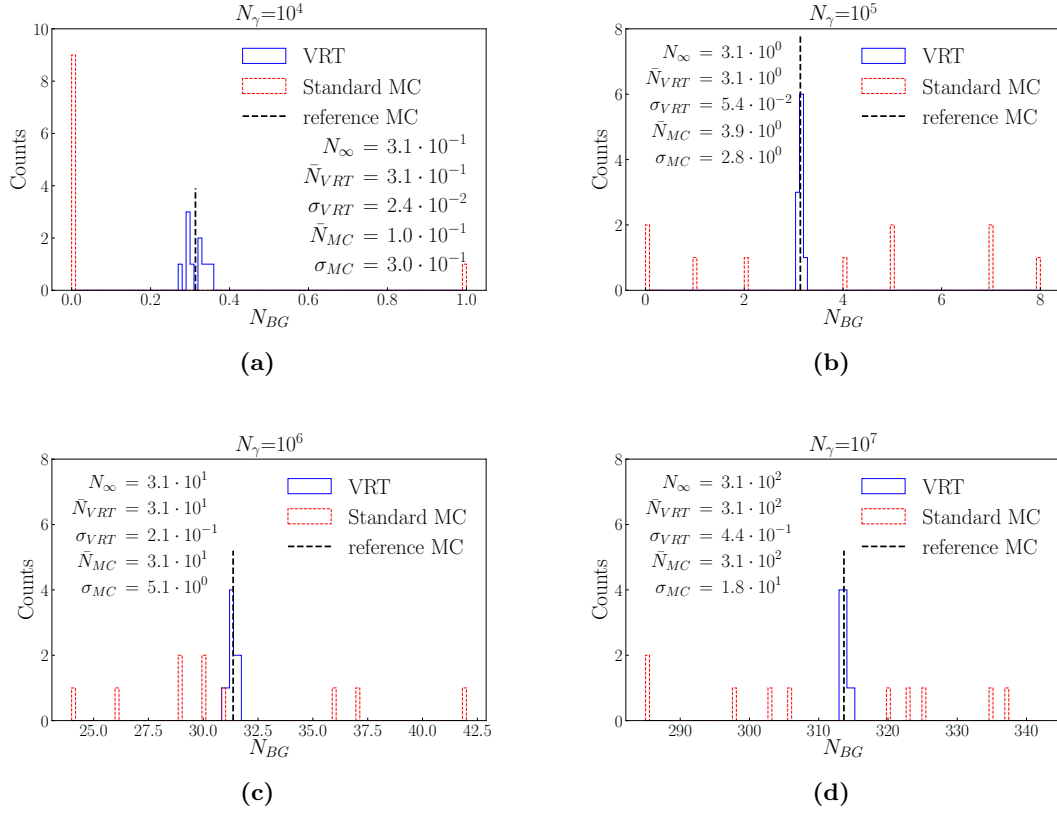 N_γ=10^4
10
8
6
4
2
0
Counts
VRT
Standard MC
reference MC
N_∞ = 3.1 · 10^-1
N̄_VRT = 3.1 · 10^-1
σ_VRT = 2.4 · 10^-2
N̄_MC = 1.0 · 10^-1
σ_MC = 3.0 · 10^-1
0.0 0.2 0.4 0.6 0.8 1.0
N_BG
(a)
N_γ=10^5
8
6
4
2
0
Counts
N_∞ = 3.1 · 10^0
N̄_VRT = 3.1 · 10^0
σ_VRT = 5.4 · 10^-2
N̄_MC = 3.9 · 10^0
σ_MC = 2.8 · 10^0
VRT
Standard MC
reference MC
0 2 4 6 8
N_BG
(b)
N_γ=10^6
8
6
4
2
0
Counts
N_∞ = 3.1 · 10^1
N̄_VRT = 3.1 · 10^1
σ_VRT = 2.1 · 10^-1
N̄_MC = 3.1 · 10^1
σ_MC = 5.1 · 10^0
VRT
Standard MC
reference MC
25.0 27.5 30.0 32.5 35.0 37.5 40.0 42.5
N_BG
(c)
N_γ=10^7
8
6
4
2
0
Counts
N_∞ = 3.1 · 10^2
N̄_VRT = 3.1 · 10^2
σ_VRT = 4.4 · 10^-1
N̄_MC = 3.1 · 10^2
σ_MC = 1.8 · 10^1
VRT
Standard MC
reference MC
290 300 310 320 330 340
N_BG
(d)